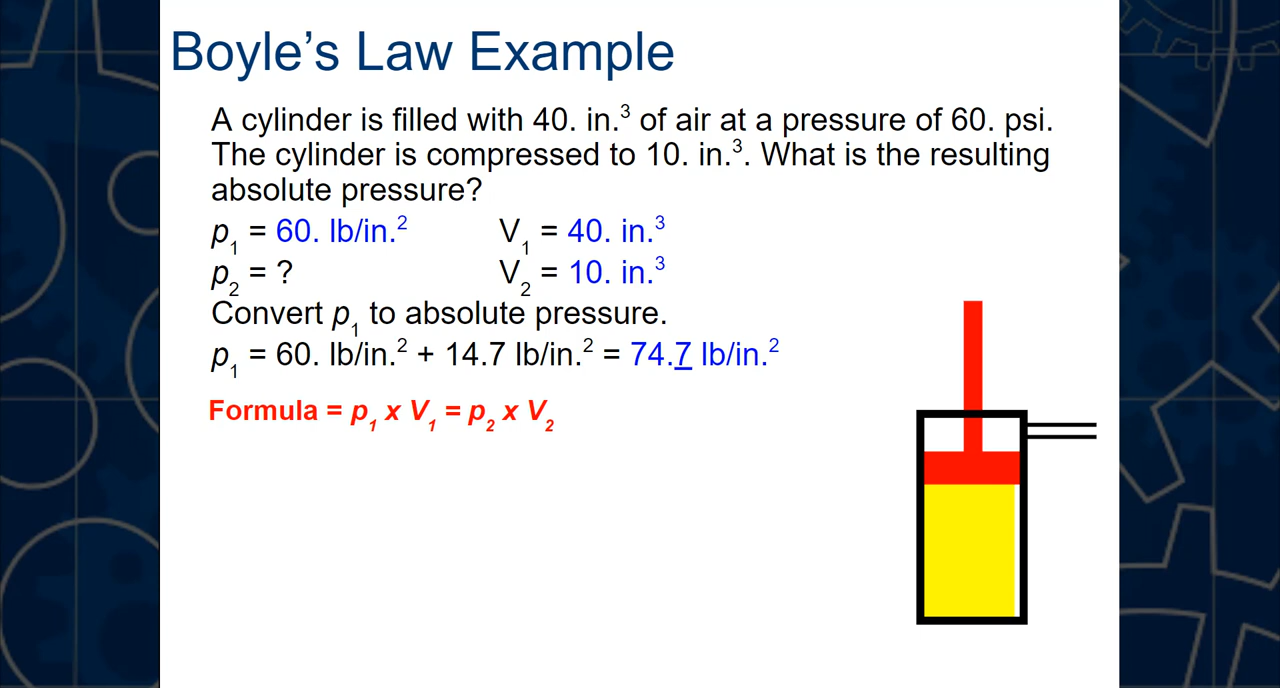 Boyle’s Law Example
A cylinder is filled with 40. in.³ of air at a pressure of 60. psi.
The cylinder is compressed to 10. in.³. What is the resulting
absolute pressure?
p₁ = 60. lb/in.² V₁ = 40. in.³
p₂ = ? V₂ = 10. in.³
Convert p₁ to absolute pressure.
p₁ = 60. lb/in.² + 14.7 lb/in.² = 74.7 lb/in.²
Formula = p₁ x V₁ = p₂ x V₂